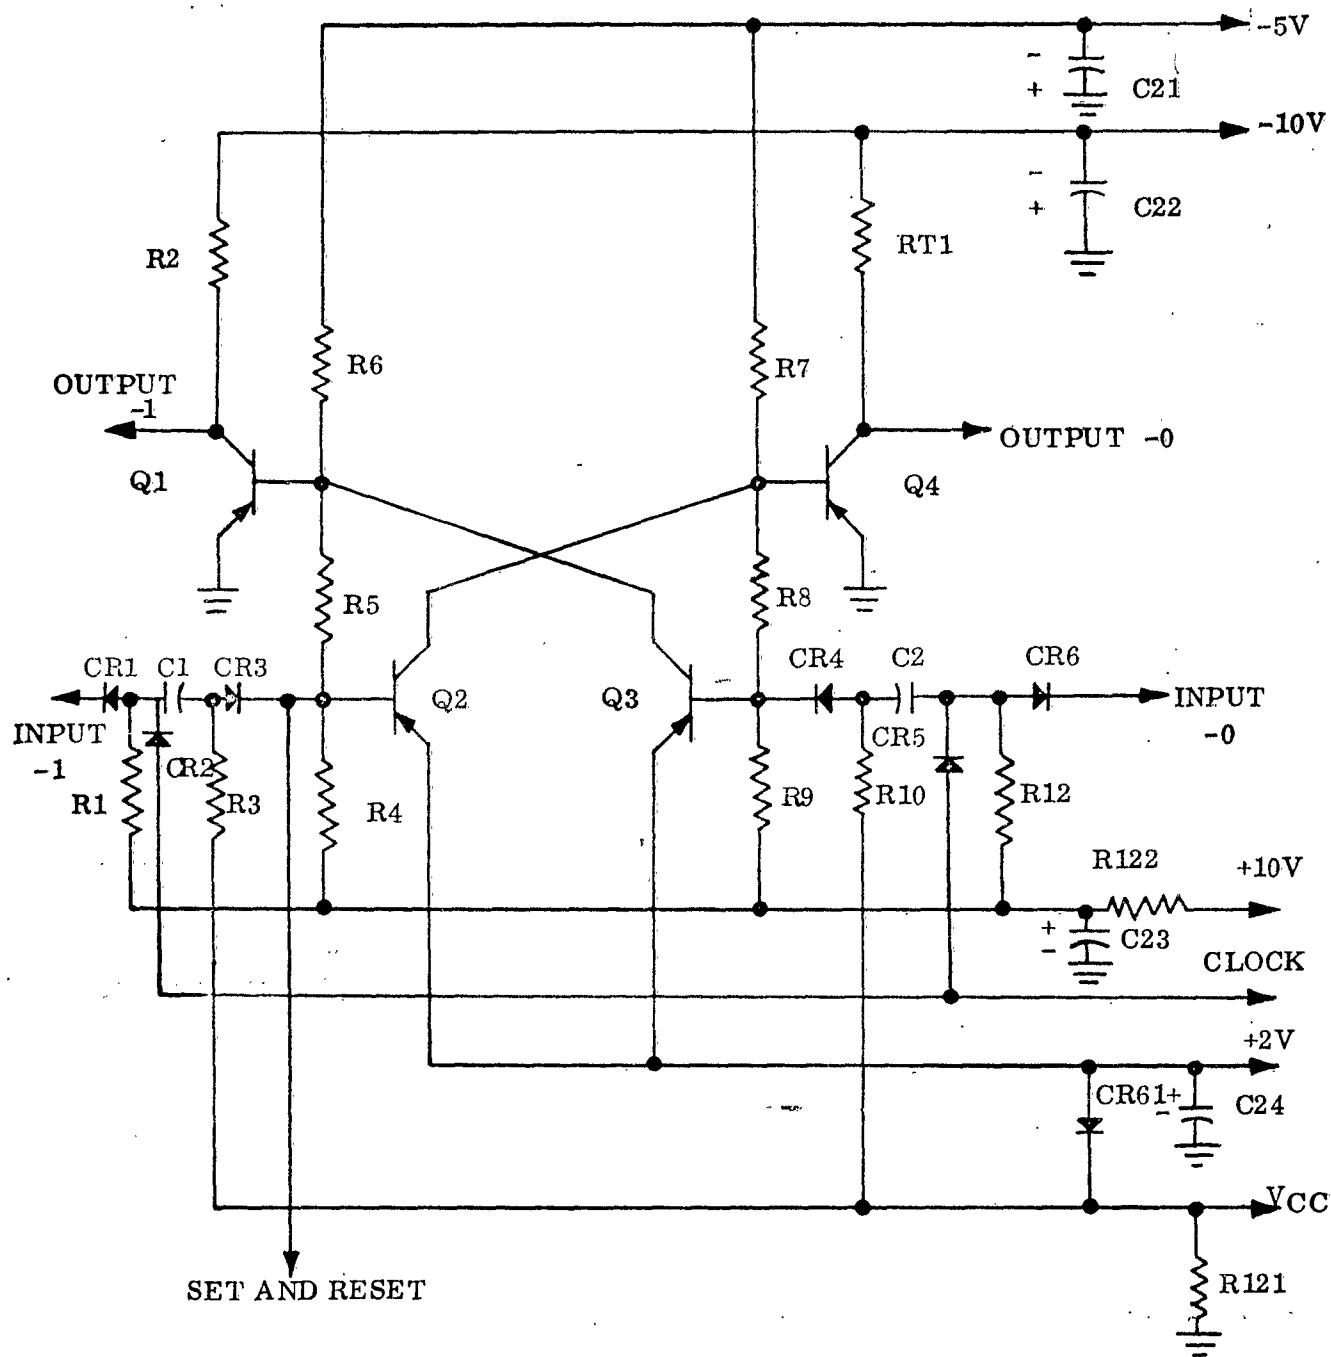 -5V
-
+
C21
-10V
-
+
C22
R2
RT1
R6
R7
OUTPUT
-1
OUTPUT -0
Q1
Q4
R5
R8
CR1
C1
CR3
CR4
C2
CR6
Q2
Q3
INPUT
-1
INPUT
-0
CR2
CR5
R1
R3
R4
R9
R10
R12
R122
+10V
+
-
C23
CLOCK
+2V
CR61
+
-
C24
VCC
SET AND RESET
R121